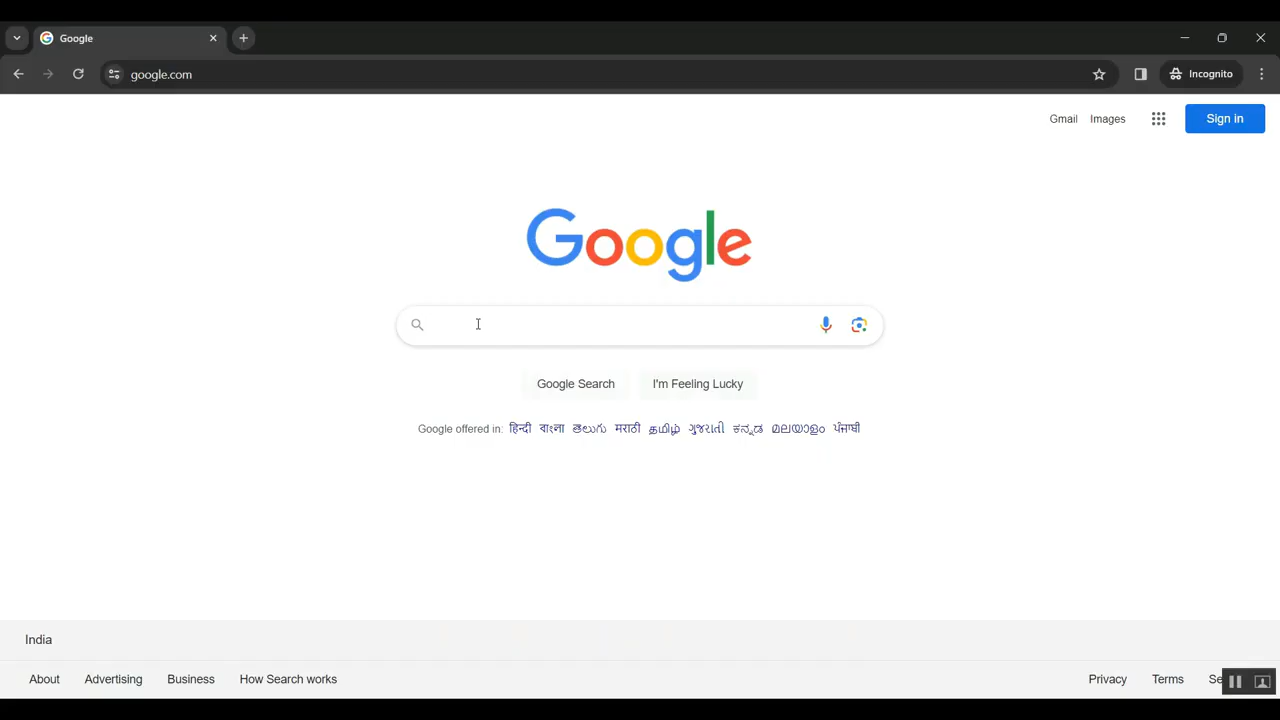 Google
google.com
Incognito
Gmail Images Sign in
Google
Google Search I'm Feeling Lucky
Google offered in: हिन्दी বাংলা తెలుగు मराठी தமிழ் ગુજરાતી ಕನ್ನಡ മലയാളം ਪੰਜਾਬੀ
India
About Advertising Business How Search works Privacy Terms Se